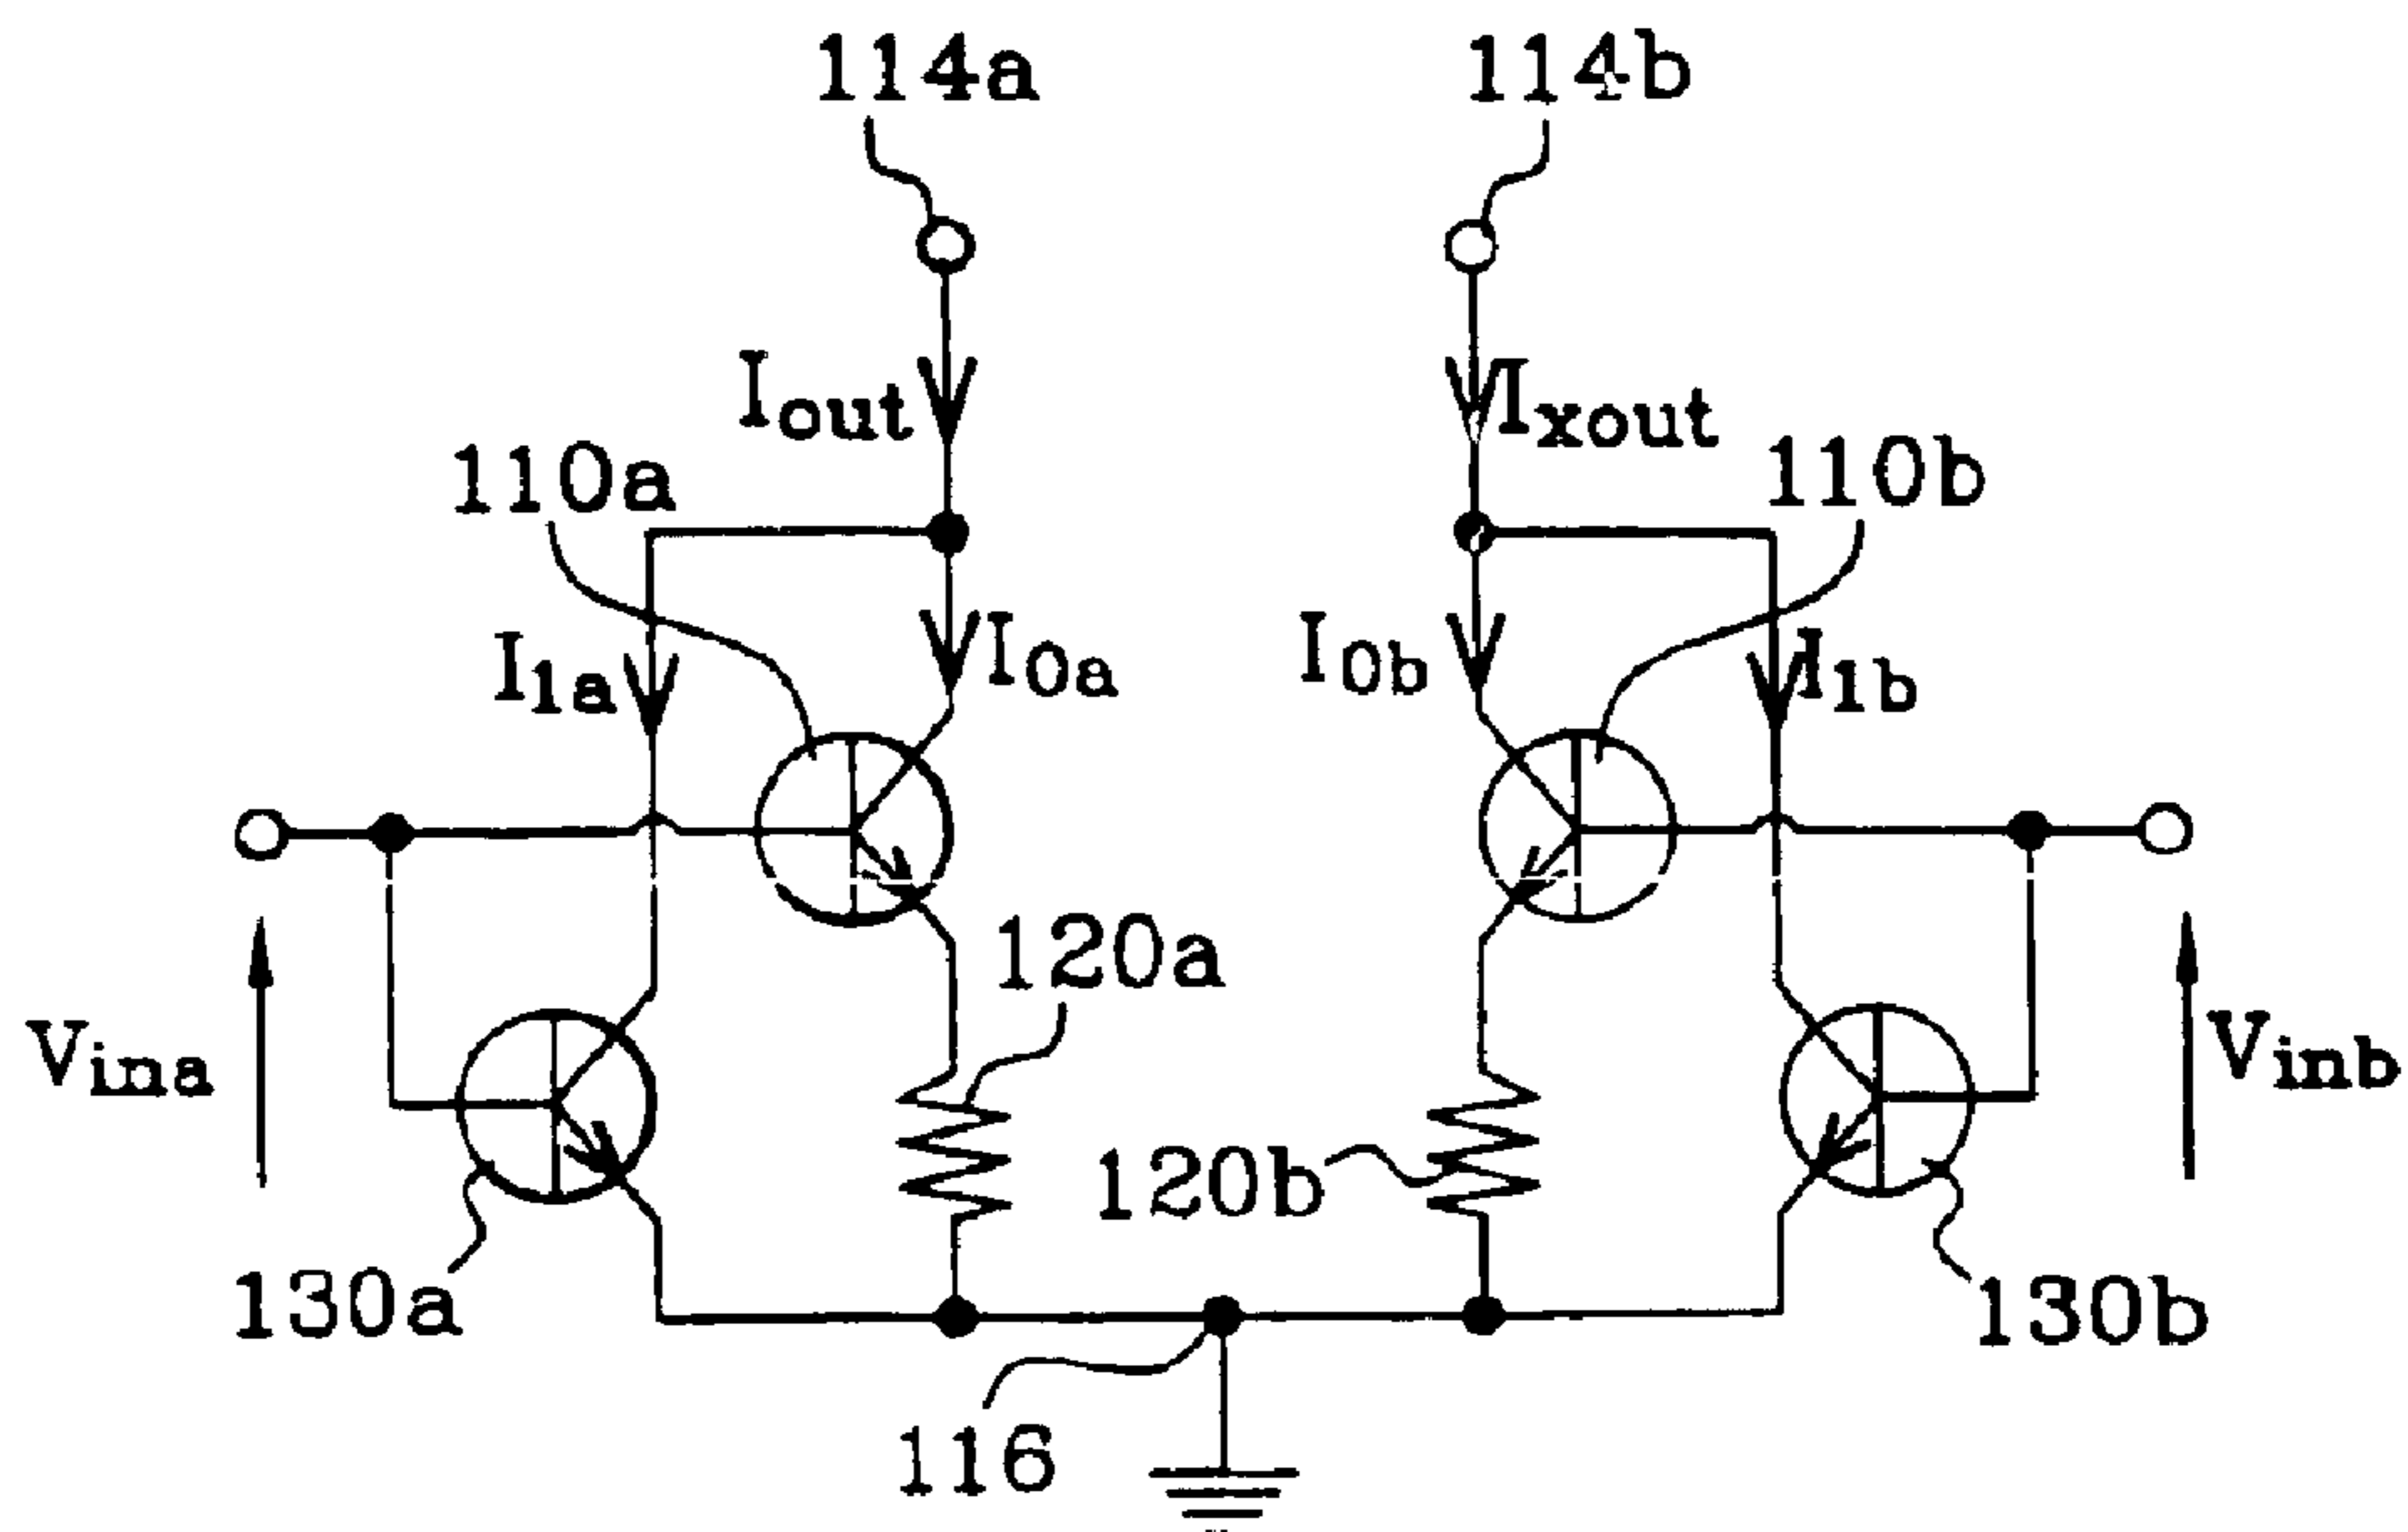 114a
114b
Iout
Ixout
110a
110b
I1a
I0a
I0b
I1b
120a
Vina
Vinb
120b
130a
130b
116